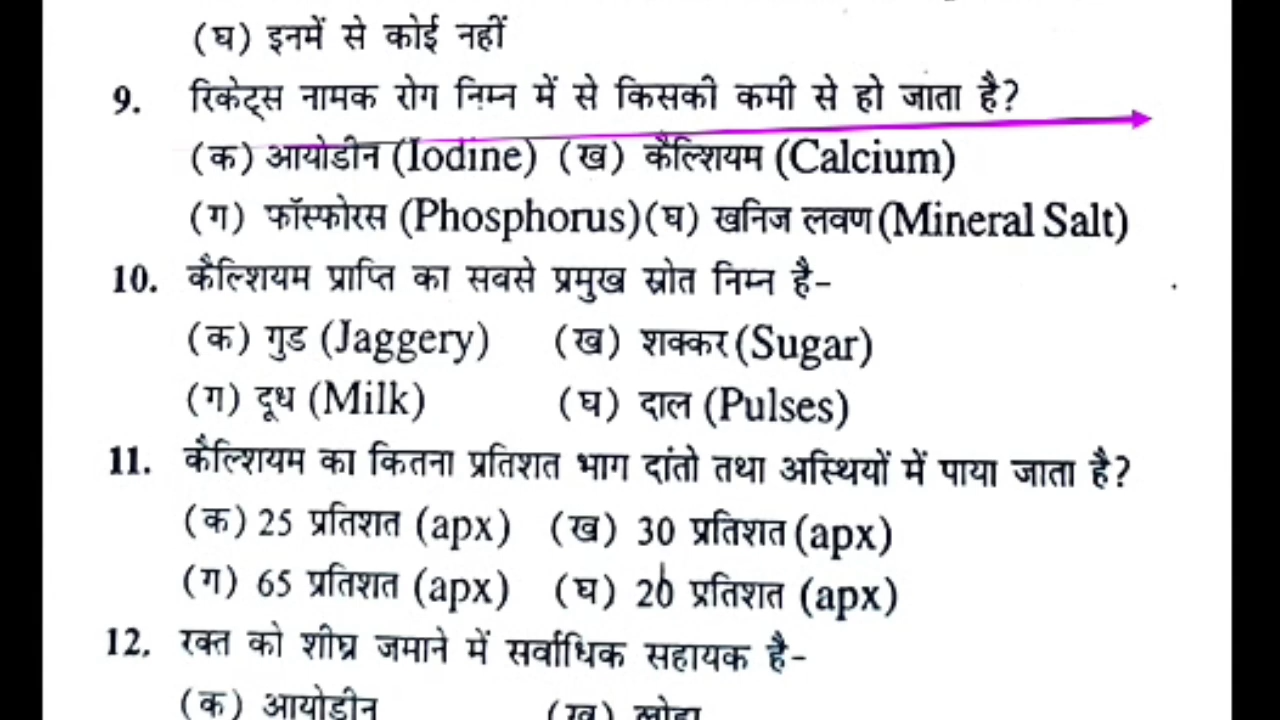 (घ) इनमें से कोई नहीं
9. रिकेट्स नामक रोग निम्न में से किसकी कमी से हो जाता है?
(क) आयोडीन (Iodine) (ख) कैल्शियम (Calcium)
(ग) फॉस्फोरस (Phosphorus) (घ) खनिज लवण (Mineral Salt)
10. कैल्शियम प्राप्ति का सबसे प्रमुख स्रोत निम्न है-
(क) गुड (Jaggery) (ख) शक्कर (Sugar)
(ग) दूध (Milk) (घ) दाल (Pulses)
11. कैल्शियम का कितना प्रतिशत भाग दांतो तथा अस्थियों में पाया जाता है?
(क) 25 प्रतिशत (apx) (ख) 30 प्रतिशत (apx)
(ग) 65 प्रतिशत (apx) (घ) 20 प्रतिशत (apx)
12. रक्त को शीघ्र जमाने में सर्वाधिक सहायक है-
(क) आयोडीन (ख) लोहा